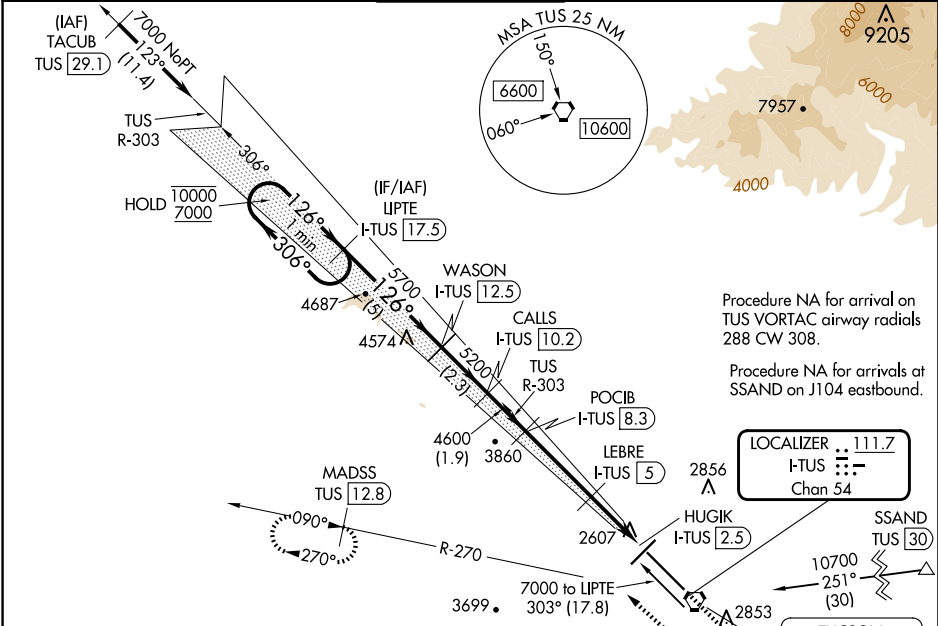 (IAF)
TACUB
TUS 29.1
7000 NoPT
123°
(11.4)
TUS
R-303
306°
HOLD
10000
7000
126°
1 min
306°
(IF/IAF)
LIPTE
I-TUS 17.5
4687
126°
(5)
5700
4574
WASON
I-TUS 12.5
CALLS
I-TUS 10.2
5200
(2.3)
TUS
R-303
POCIB
I-TUS 8.3
4600
(1.9)
3860
LEBRE
I-TUS 5
2856
HUGIK
I-TUS 2.5
2607
MADSS
TUS 12.8
090°
270°
R-270
7000 to LIPTE
303° (17.8)
3699
2853
MSA TUS 25 NM
150°
6600
060°
10600
8000
9205
6000
7957
4000
Procedure NA for arrival on
TUS VORTAC airway radials
288 CW 308.
Procedure NA for arrivals at
SSAND on J104 eastbound.
LOCALIZER 111.7
I-TUS
Chan 54
SSAND
TUS 30
10700
251°
(30)